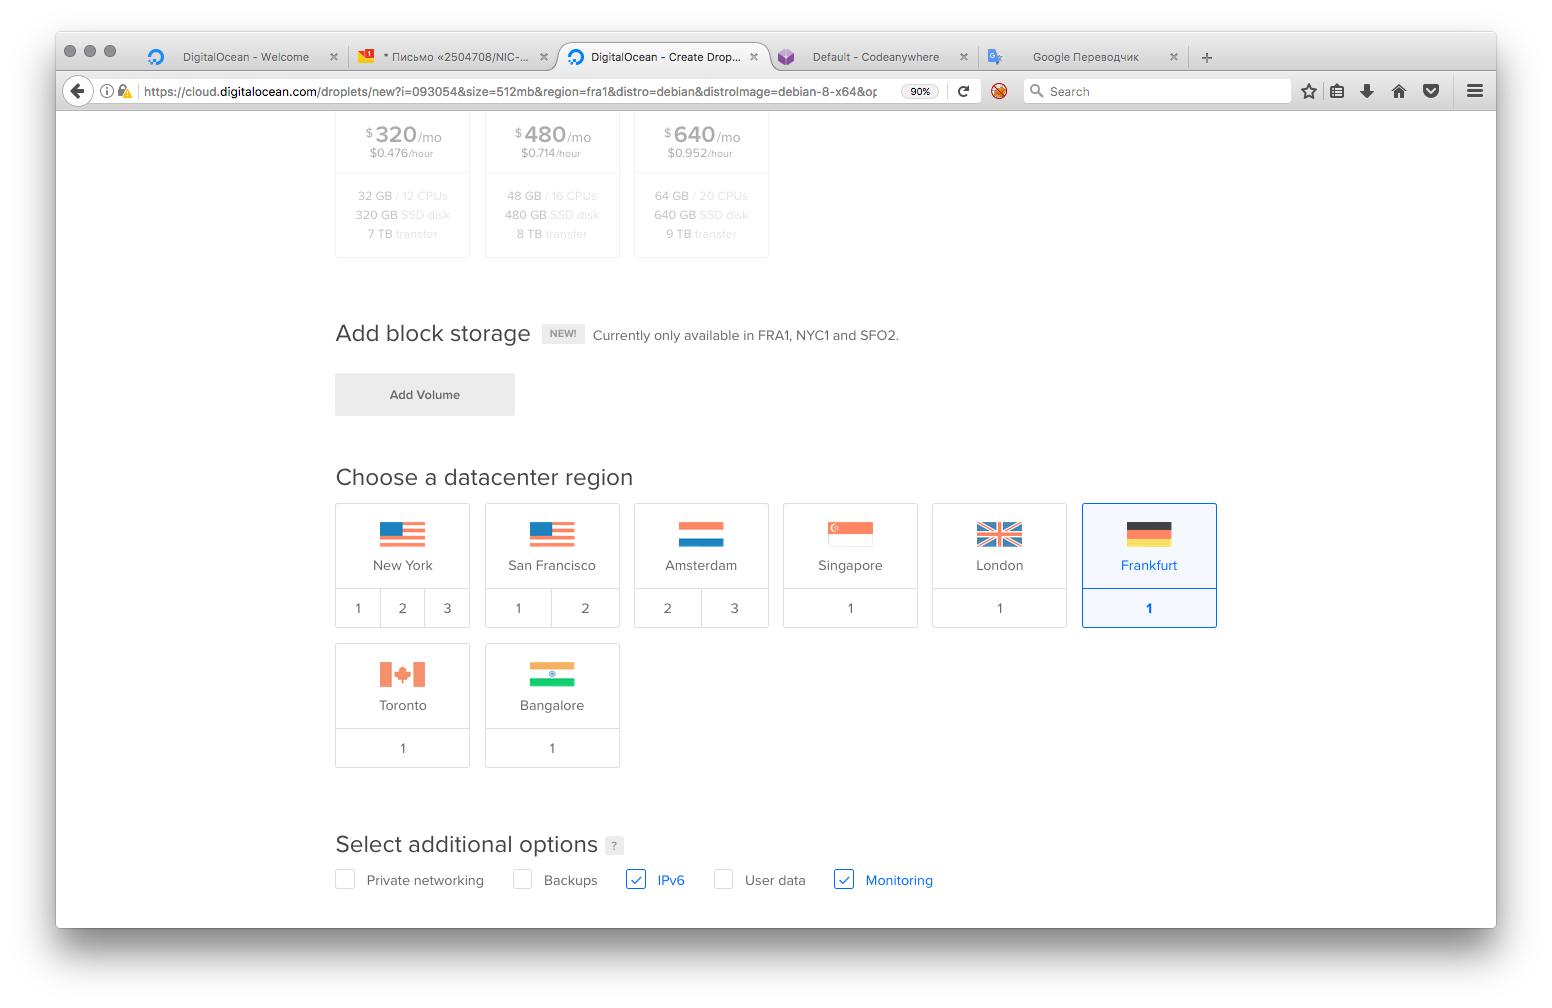 DigitalOcean - Welcome
* Письмо «2504708/NIC-...
DigitalOcean - Create Drop...
Default - Codeanywhere
Google Переводчик
1
https://cloud.digitalocean.com/droplets/new?i=093054&size=512mb&region=fra1&distro=debian&distroImage=debian-8-x64&op
90%
Search
$320/mo
$0.476/hour
32 GB / 12 CPUs
320 GB SSD disk
7 TB transfer
$480/mo
$0.714/hour
48 GB / 16 CPUs
480 GB SSD disk
8 TB transfer
$640/mo
$0.952/hour
64 GB / 20 CPUs
640 GB SSD disk
9 TB transfer
Add block storage NEW! Currently only available in FRA1, NYC1 and SFO2.
Add Volume
Choose a datacenter region
New York
1 2 3
San Francisco
1 2
Amsterdam
2 3
Singapore
1
London
1
Frankfurt
1
Toronto
1
Bangalore
1
Select additional options ?
Private networking Backups IPv6 User data Monitoring